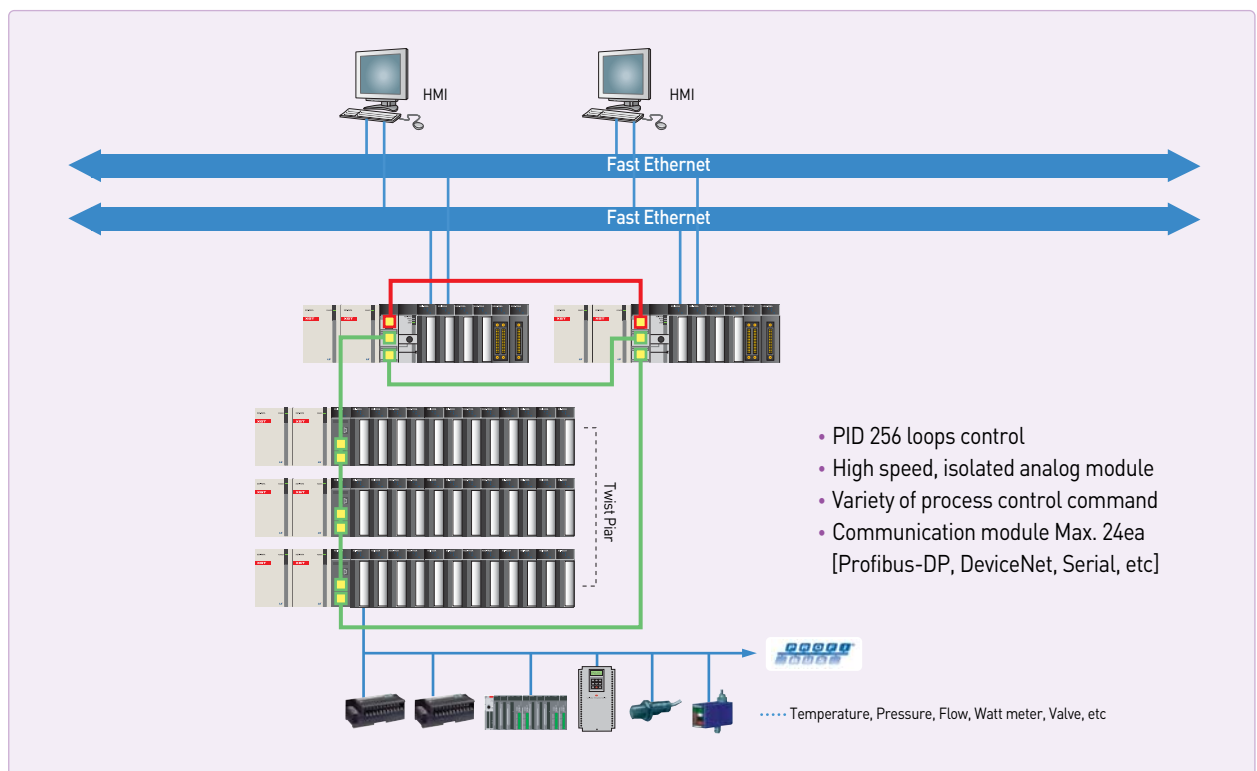 HMI
HMI
Fast Ethernet
Fast Ethernet
Twist Piar
• PID 256 loops control
• High speed, isolated analog module
• Variety of process control command
• Communication module Max. 24ea
[Profibus-DP, DeviceNet, Serial, etc]
PROFI
BUS
····· Temperature, Pressure, Flow, Watt meter, Valve, etc